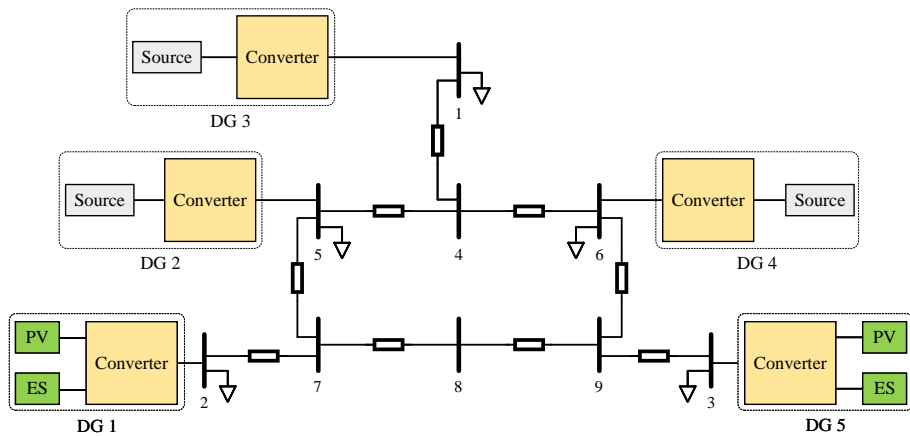 Source
Converter
DG 3
1
Source
Converter
DG 2
5
4
6
Converter
Source
DG 4
PV
ES
Converter
DG 1
2
7
8
9
3
Converter
PV
ES
DG 5